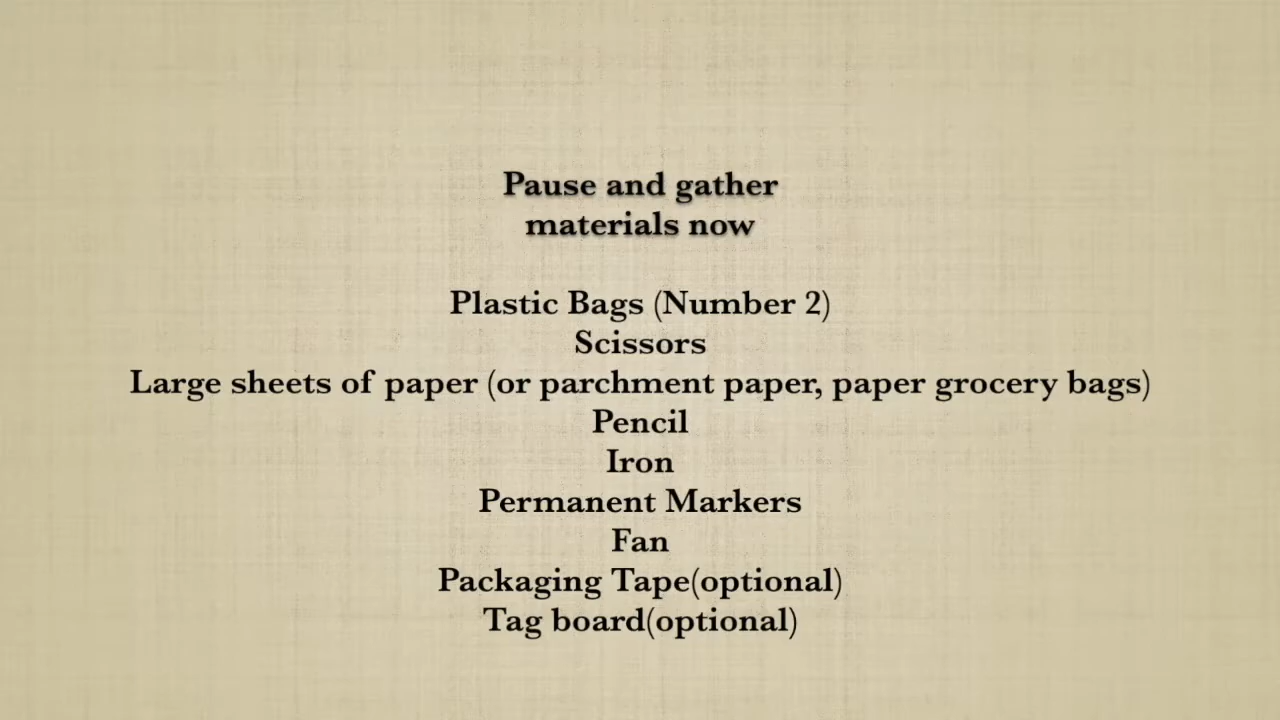 Pause and gather
materials now
Plastic Bags (Number 2)
Scissors
Large sheets of paper (or parchment paper, paper grocery bags)
Pencil
Iron
Permanent Markers
Fan
Packaging Tape(optional)
Tag board(optional)